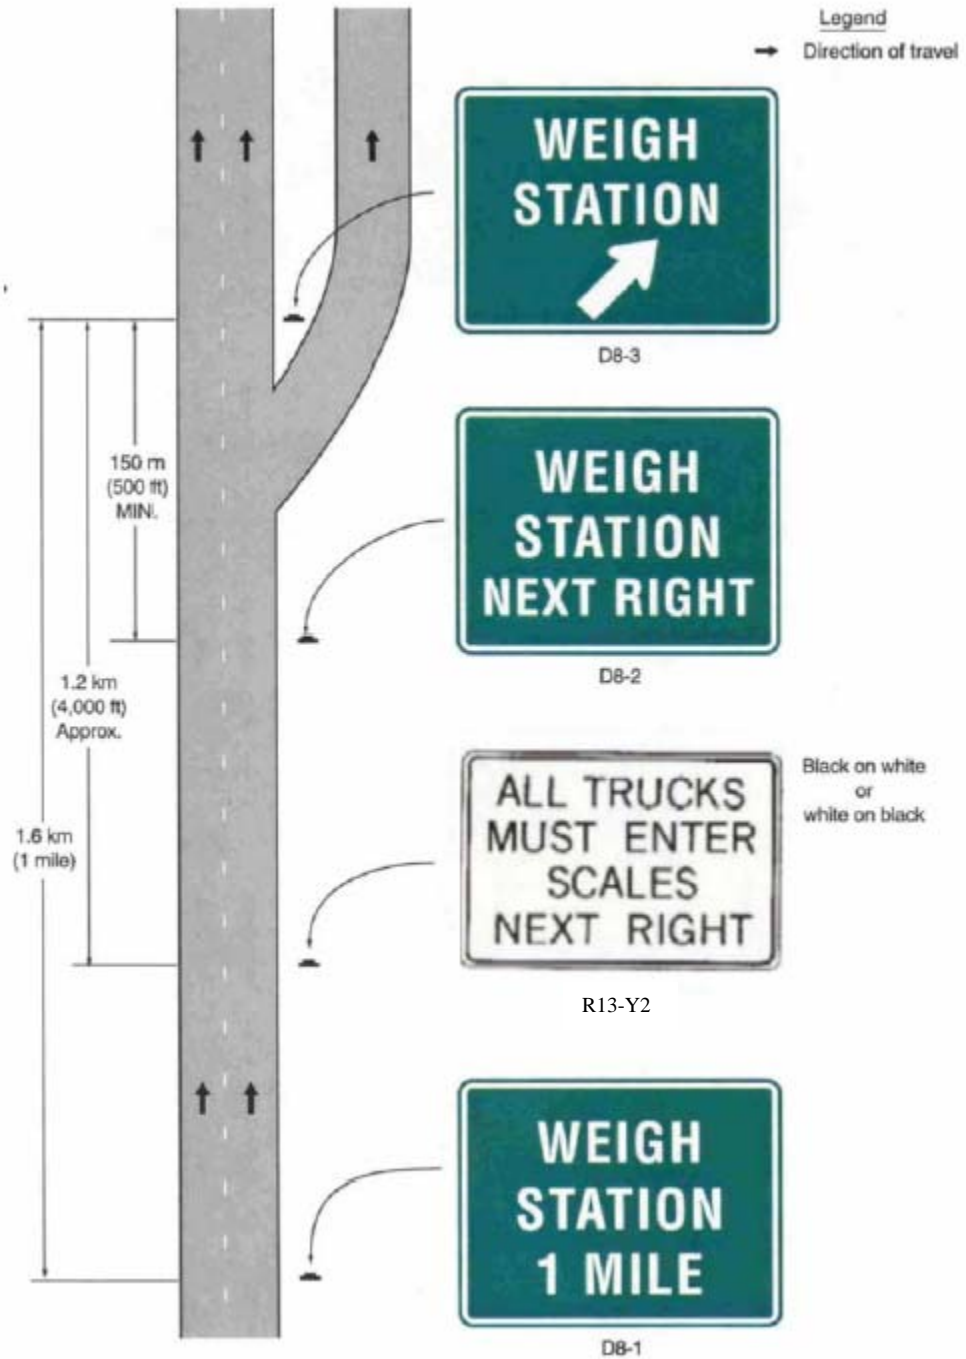 Legend
Direction of travel
WEIGH
STATION
D8-3
WEIGH
STATION
NEXT RIGHT
D8-2
150 m
(500 ft)
MIN.
1.2 km
(4,000 ft)
Approx.
ALL TRUCKS
MUST ENTER
SCALES
NEXT RIGHT
R13-Y2
Black on white
or
white on black
1.6 km
(1 mile)
WEIGH
STATION
1 MILE
D8-1